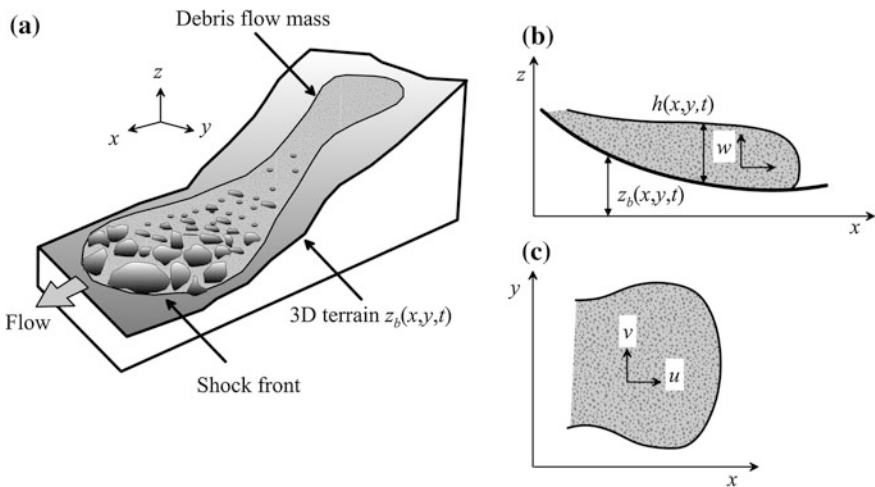 (a)
Debris flow mass
z
x
y
Flow
Shock front
3D terrain z_b(x,y,t)
(b)
z
h(x,y,t)
w
z_b(x,y,t)
x
(c)
y
v
u
x